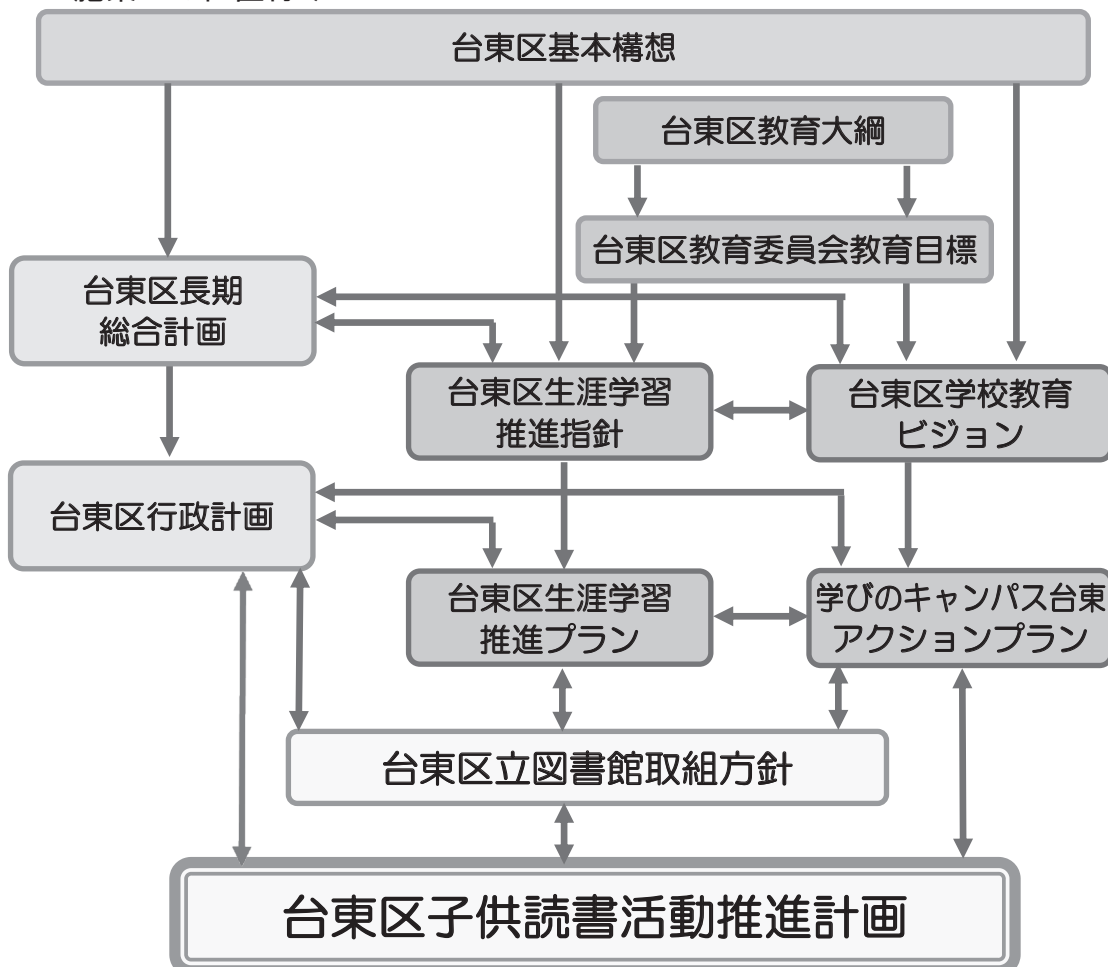 台東区基本構想
台東区教育大綱
台東区教育委員会教育目標
台東区長期
総合計画
台東区生涯学習
推進指針
台東区学校教育
ビジョン
台東区行政計画
台東区生涯学習
推進プラン
学びのキャンパス台東
アクションプラン
台東区立図書館取組方針
台東区子供読書活動推進計画